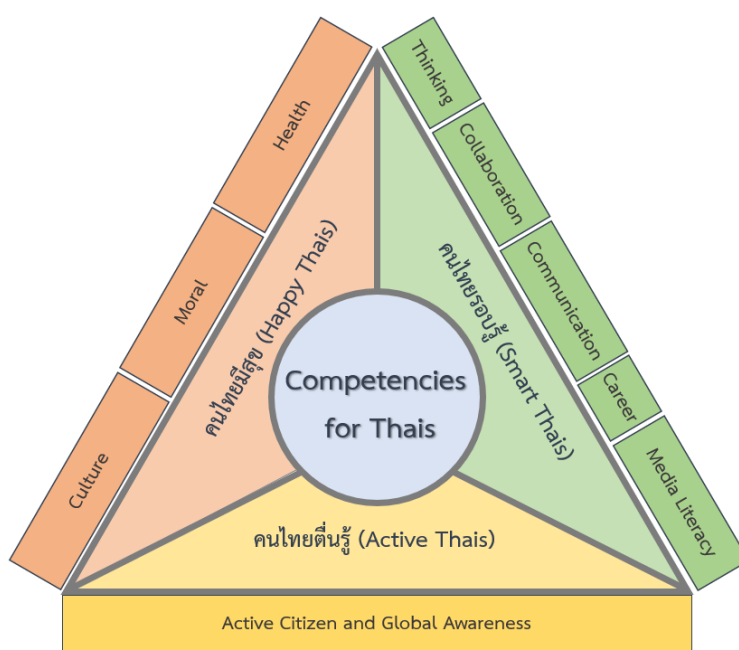 Health
Moral
Culture
คนไทยมีสุข (Happy Thais)
Thinking
Collaboration
Communication
Career
Media Literacy
คนไทยรอบรู้ (Smart Thais)
Competencies
for Thais
คนไทยตื่นรู้ (Active Thais)
Active Citizen and Global Awareness